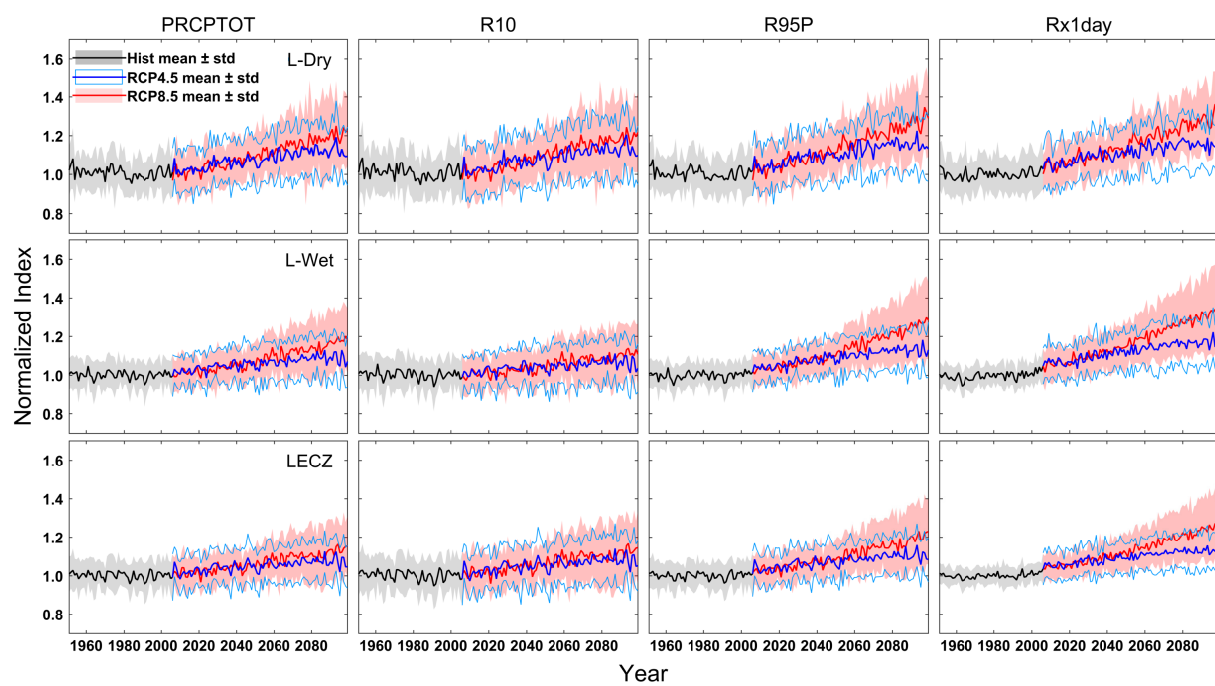 PRCPTOT R10 R95P Rx1day
Hist mean ± std
RCP4.5 mean ± std
RCP8.5 mean ± std
L-Dry
1.6
1.4
1.2
1.0
0.8
L-Wet
1.6
1.4
1.2
1.0
0.8
Normalized Index
LECZ
1.6
1.4
1.2
1.0
0.8
1960 1980 2000 2020 2040 2060 2080 1960 1980 2000 2020 2040 2060 2080 1960 1980 2000 2020 2040 2060 2080 1960 1980 2000 2020 2040 2060 2080
Year